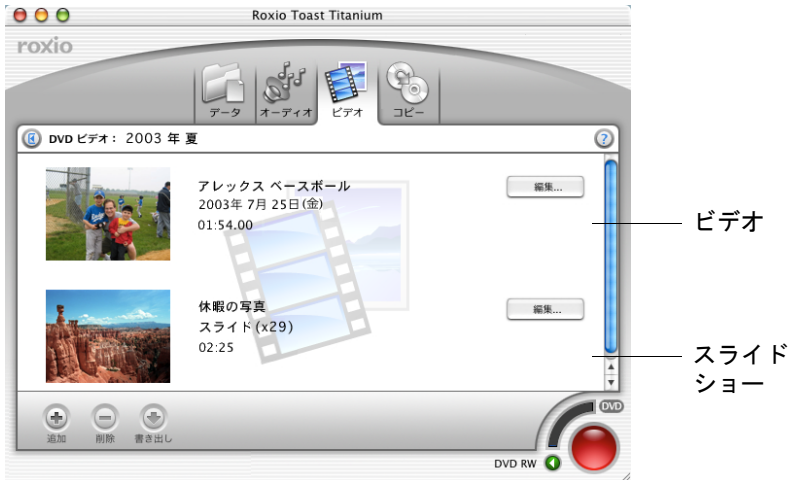 Roxio Toast Titanium
roxio
データ
オーディオ
ビデオ
コピー
DVD ビデオ： 2003 年 夏
?
アレックス ベースボール
2003年 7月 25日(金)
01:54.00
編集...
ビデオ
休暇の写真
スライド(x29)
02:25
編集...
スライド
ショー
追加
削除
書き出し
DVD
DVD RW